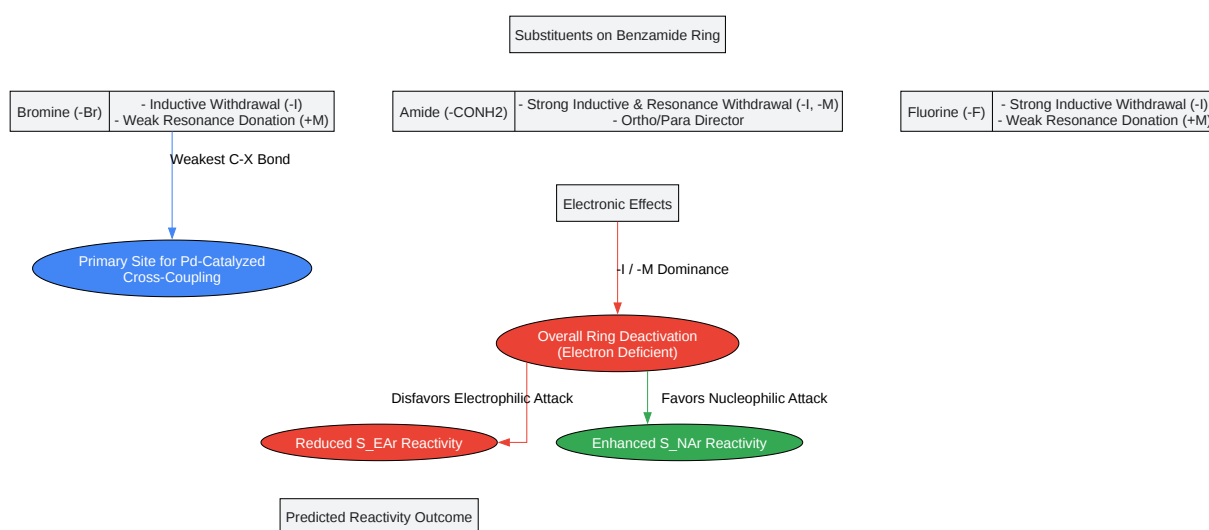 Substituents on Benzamide Ring
Bromine (-Br)
- Inductive Withdrawal (-I)
- Weak Resonance Donation (+M)
Amide (-CONH2)
- Strong Inductive & Resonance Withdrawal (-I, -M)
- Ortho/Para Director
Fluorine (-F)
- Strong Inductive Withdrawal (-I)
- Weak Resonance Donation (+M)
Weakest C-X Bond
Electronic Effects
Primary Site for Pd-Catalyzed
Cross-Coupling
-I / -M Dominance
Overall Ring Deactivation
(Electron Deficient)
Disfavors Electrophilic Attack
Favors Nucleophilic Attack
Reduced S_EAr Reactivity
Enhanced S_NAr Reactivity
Predicted Reactivity Outcome